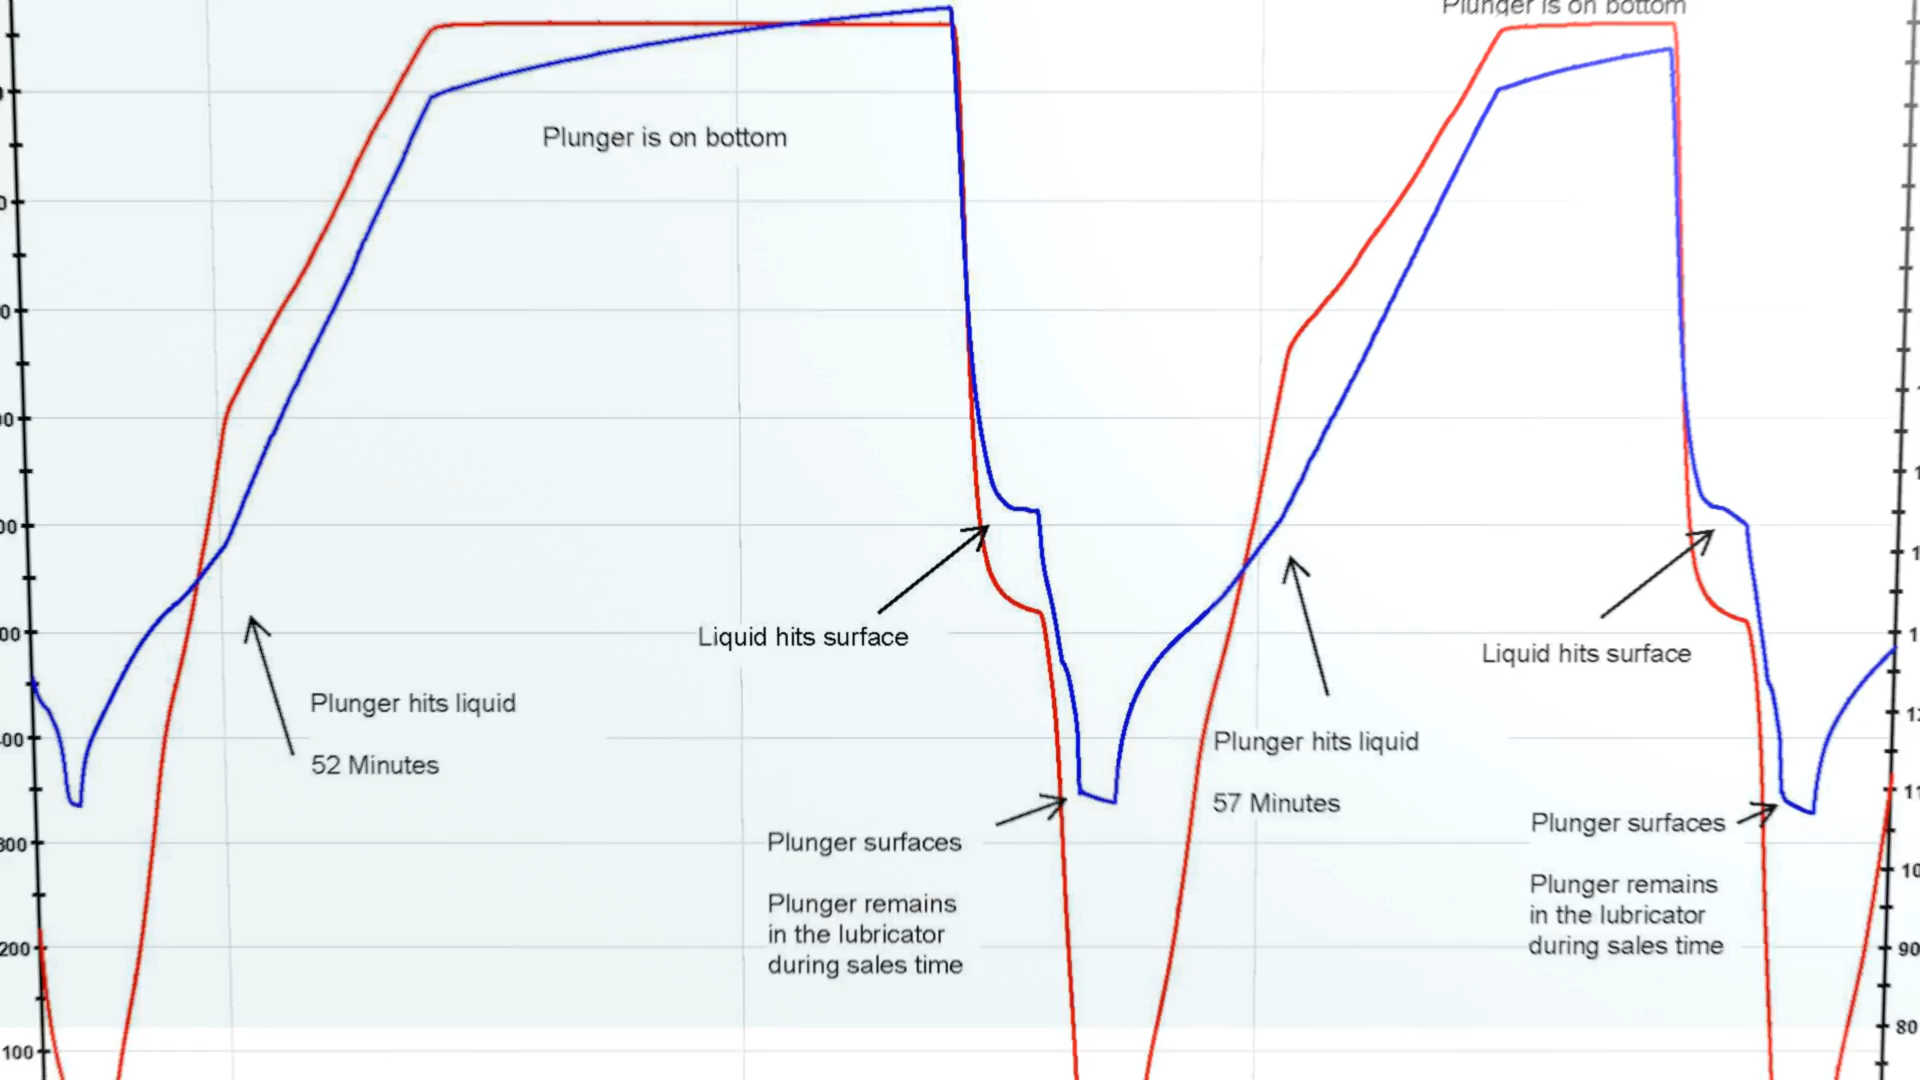 Plunger is on bottom
Plunger is on bottom
Liquid hits surface
Liquid hits surface
Plunger hits liquid
52 Minutes
Plunger hits liquid
57 Minutes
Plunger surfaces
Plunger remains
in the lubricator
during sales time
Plunger surfaces
Plunger remains
in the lubricator
during sales time
300
200
100
90
80